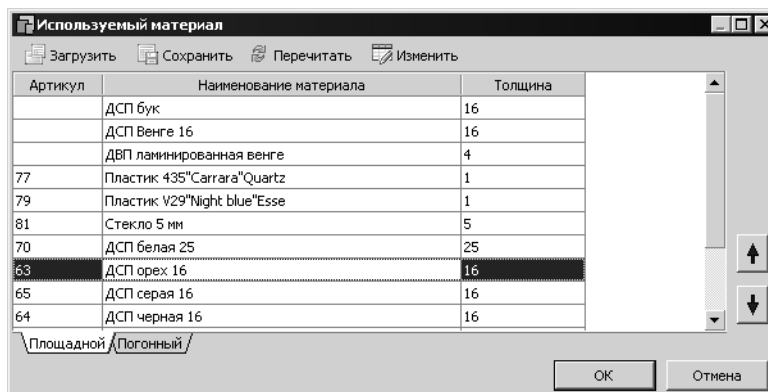 Используемый материал
Загрузить Сохранить Перечитать Изменить
Артикул Наименование материала Толщина
ДСП бук 16
ДСП Венге 16 16
ДВП ламинированная венге 4
77 Пластик 435"Carrara"Quartz 1
79 Пластик V29"Night blue"Esse 1
81 Стекло 5 мм 5
70 ДСП белая 25 25
63 ДСП орех 16 16
65 ДСП серая 16 16
64 ДСП черная 16 16
Площадной Погонный
OK Отмена